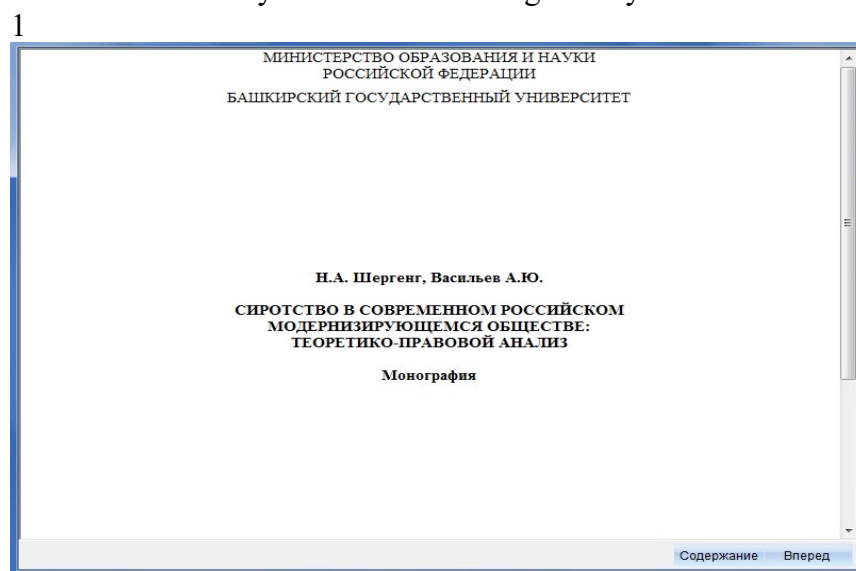 1
МИНИСТЕРСТВО ОБРАЗОВАНИЯ И НАУКИ
РОССИЙСКОЙ ФЕДЕРАЦИИ
БАШКИРСКИЙ ГОСУДАРСТВЕННЫЙ УНИВЕРСИТЕТ
Н.А. Шергенг, Васильев А.Ю.
СИРОТСТВО В СОВРЕМЕННОМ РОССИЙСКОМ
МОДЕРНИЗИРУЮЩЕМСЯ ОБЩЕСТВЕ:
ТЕОРЕТИКО-ПРАВОВОЙ АНАЛИЗ
Монография
Содержание Вперед